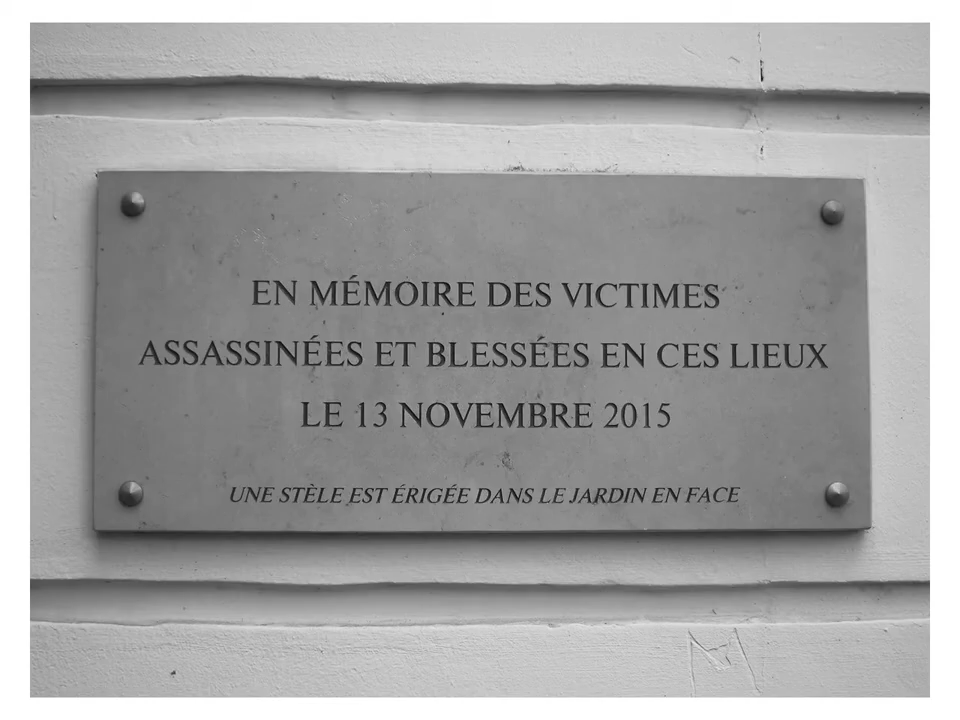 EN MÉMOIRE DES VICTIMES
ASSASSINÉES ET BLESSÉES EN CES LIEUX
LE 13 NOVEMBRE 2015
UNE STÈLE EST ÉRIGÉE DANS LE JARDIN EN FACE